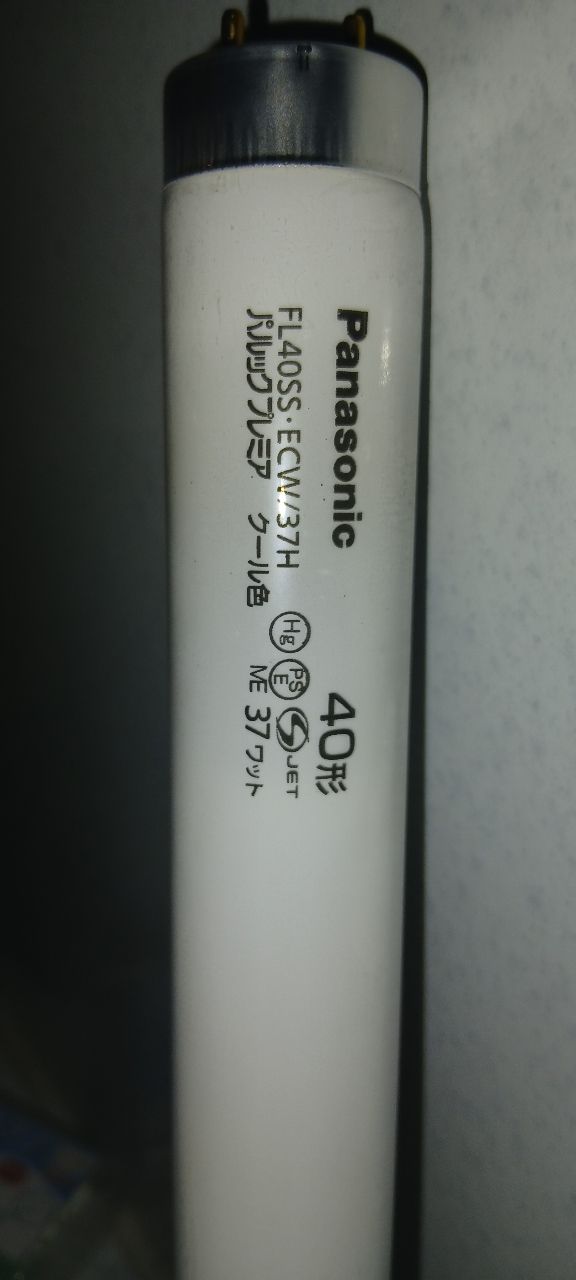 Panasonic 40形
FL40SS・ECW/37H Hg PS E S JET
パルックプレミア クール色 ME 37ワット